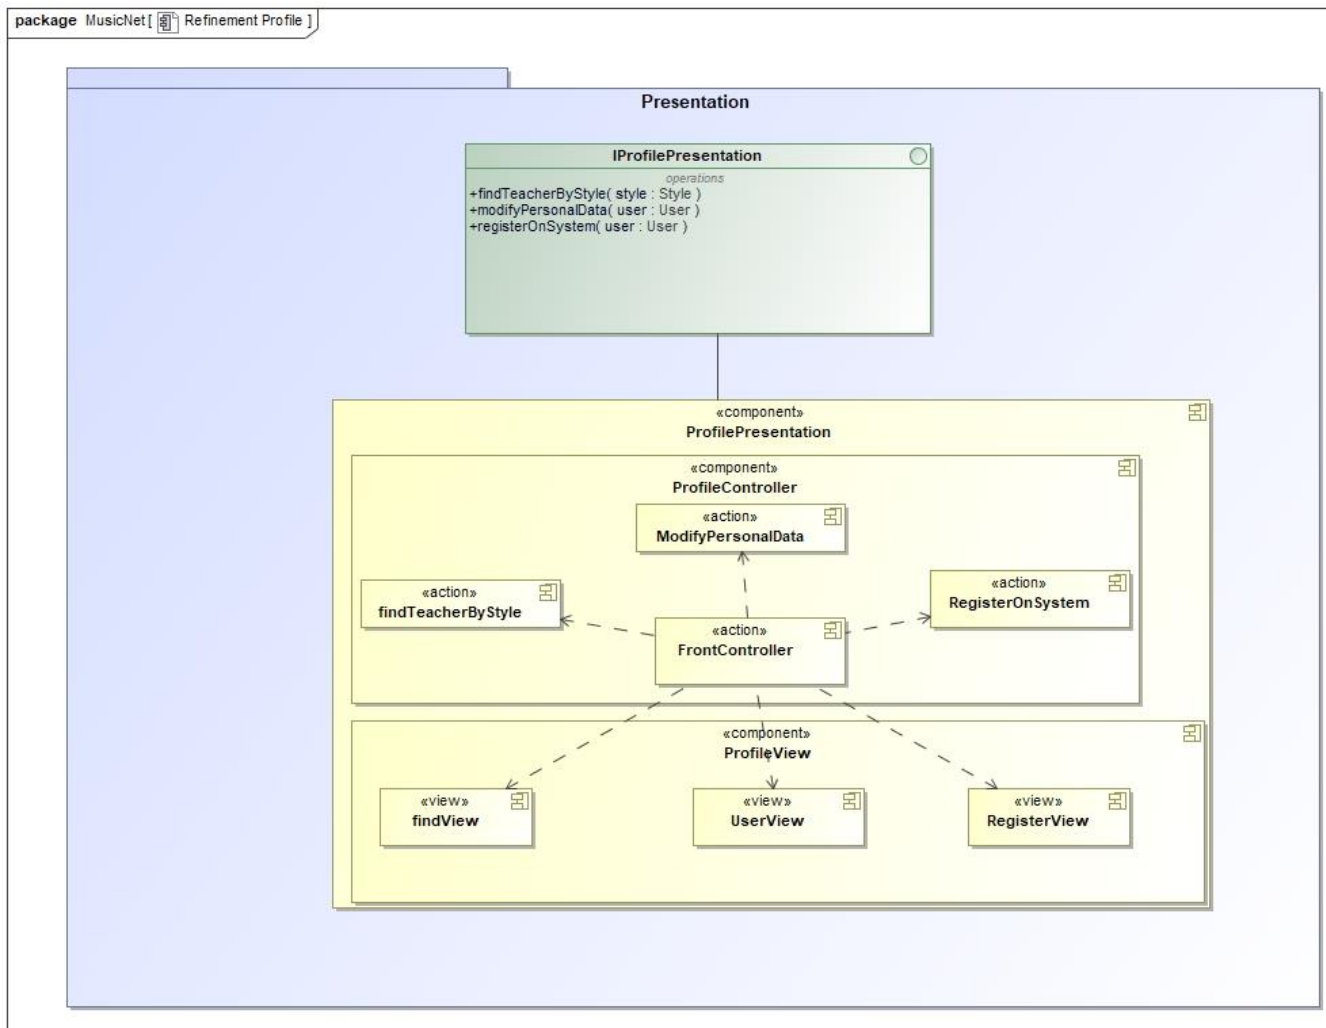 package MusicNet [ Refinement Profile ]
Presentation
IProfilePresentation
operations
+findTeacherByStyle( style : Style )
+modifyPersonalData( user : User )
+registerOnSystem( user : User )
«component»
ProfilePresentation
«component»
ProfileController
«action»
ModifyPersonalData
«action»
findTeacherByStyle
«action»
RegisterOnSystem
«action»
FrontController
«component»
ProfileView
«view»
findView
«view»
UserView
«view»
RegisterView